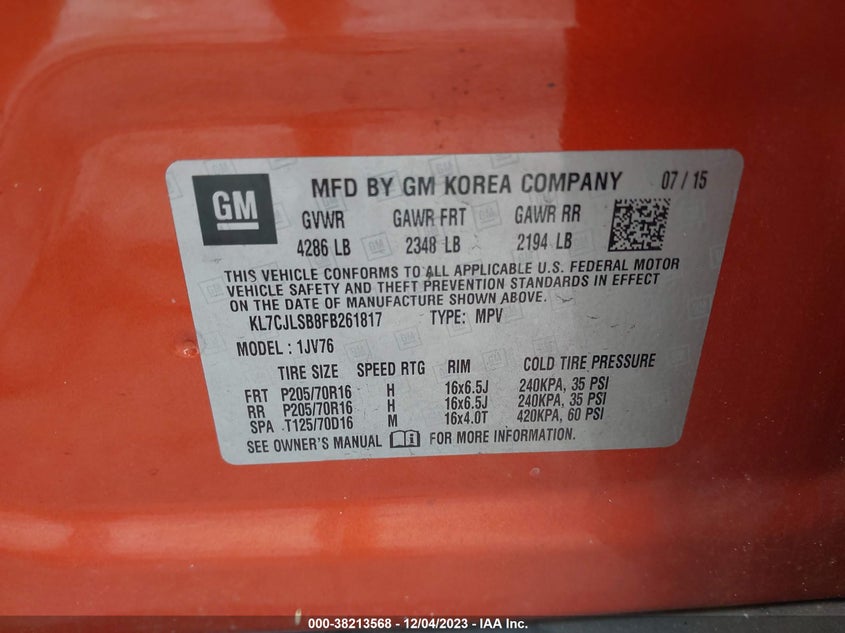 GM MFD BY GM KOREA COMPANY 07 / 15
GVWR GAWR FRT GAWR RR
4286 LB 2348 LB 2194 LB
THIS VEHICLE CONFORMS TO ALL APPLICABLE U.S. FEDERAL MOTOR
VEHICLE SAFETY AND THEFT PREVENTION STANDARDS IN EFFECT
ON THE DATE OF MANUFACTURE SHOWN ABOVE.
KL7CJLSB8FB261817 TYPE: MPV
MODEL : 1JV76
TIRE SIZE SPEED RTG RIM COLD TIRE PRESSURE
FRT P205/70R16 H 16x6.5J 240KPA, 35 PSI
RR P205/70R16 H 16x6.5J 240KPA, 35 PSI
SPA T125/70D16 M 16x4.0T 420KPA, 60 PSI
SEE OWNER'S MANUAL FOR MORE INFORMATION.
000-38213568 - 12/04/2023 - IAA Inc.